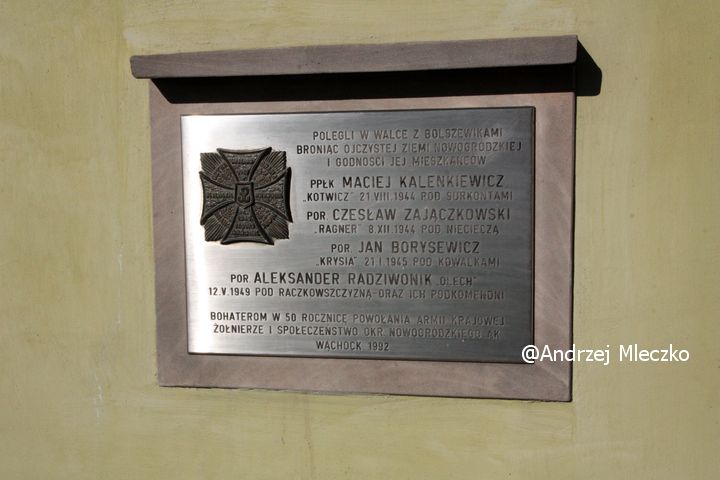 POLEGLI W WALCE Z BOLSZEWIKAMI
BRONIĄC OJCZYSTEJ ZIEMI NOWOGRÓDZKIEJ
I GODNOŚCI JEJ MIESZKAŃCÓW
PPŁK MACIEJ KALENKIEWICZ
„KOTWICZ" 21 VIII 1944 POD SURKONTAMI
POR. CZESŁAW ZAJĄCZKOWSKI
„RAGNER" 8 XII 1944 POD NIECIECZĄ
POR. JAN BORYSEWICZ
„KRYSIA" 21 I 1945 POD KOWALKAMI
POR. ALEKSANDER RADZIWONIK „OLECH"
12.V 1949 POD RACZKOWSZCZYZNĄ-ORAZ ICH PODKOMENDNI
BOHATEROM W 50 ROCZNICĘ POWOŁANIA ARMII KRAJOWEJ
ŻOŁNIERZE I SPOŁECZEŃSTWO OKR. NOWOGRÓDZKIEGO AK
WĄCHOCK 1992
@Andrzej Mleczko